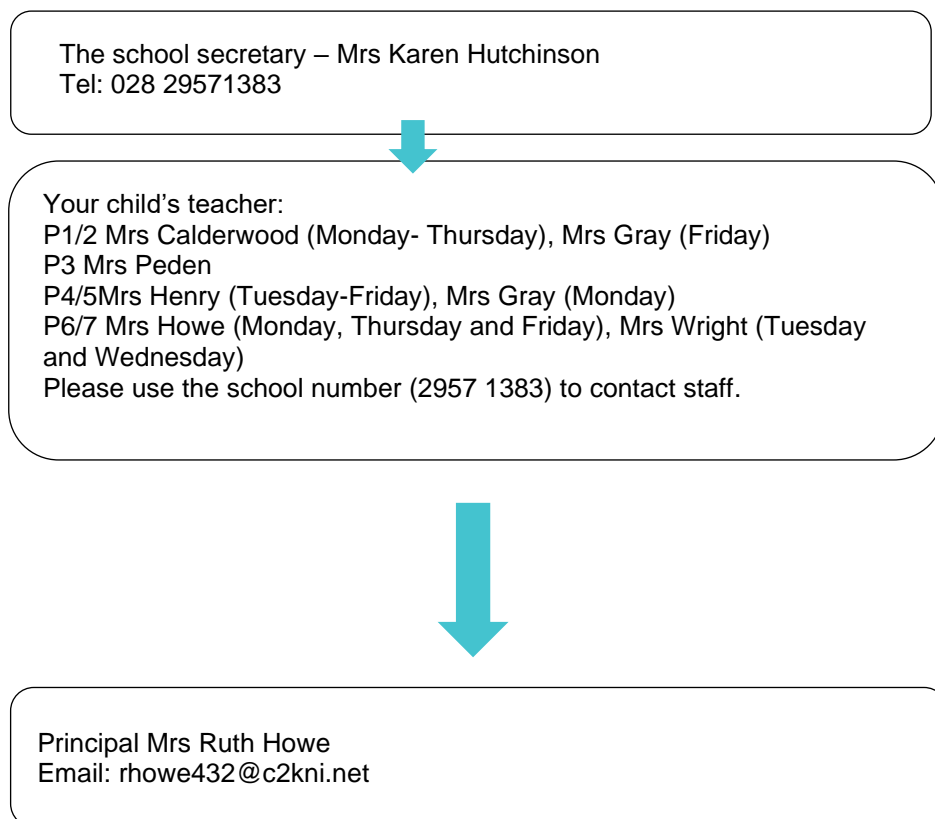 The school secretary – Mrs Karen Hutchinson
Tel: 028 29571383
Your child’s teacher:
P1/2 Mrs Calderwood (Monday- Thursday), Mrs Gray (Friday)
P3 Mrs Peden
P4/5Mrs Henry (Tuesday-Friday), Mrs Gray (Monday)
P6/7 Mrs Howe (Monday, Thursday and Friday), Mrs Wright (Tuesday
and Wednesday)
Please use the school number (2957 1383) to contact staff.
Principal Mrs Ruth Howe
Email: rhowe432@c2kni.net